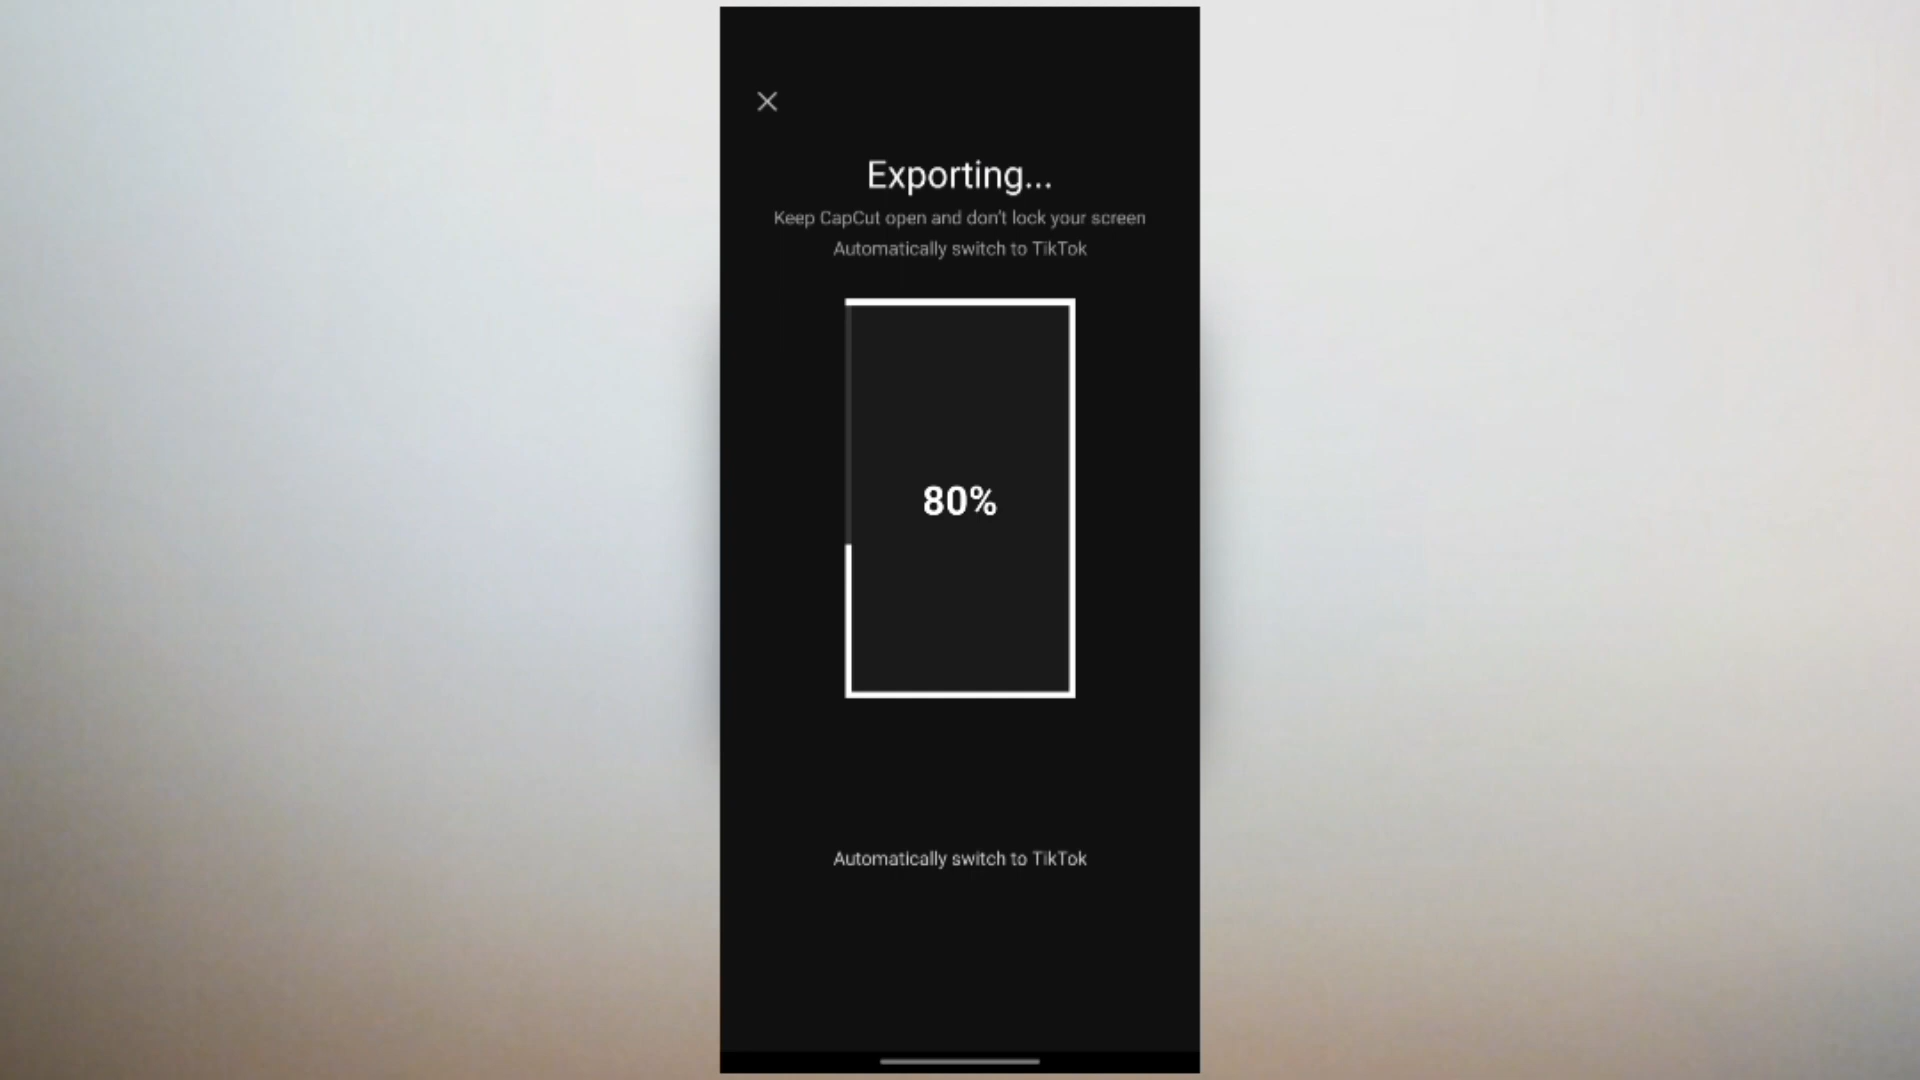 Exporting...
Keep CapCut open and don't lock your screen
Automatically switch to TikTok
80%
Automatically switch to TikTok